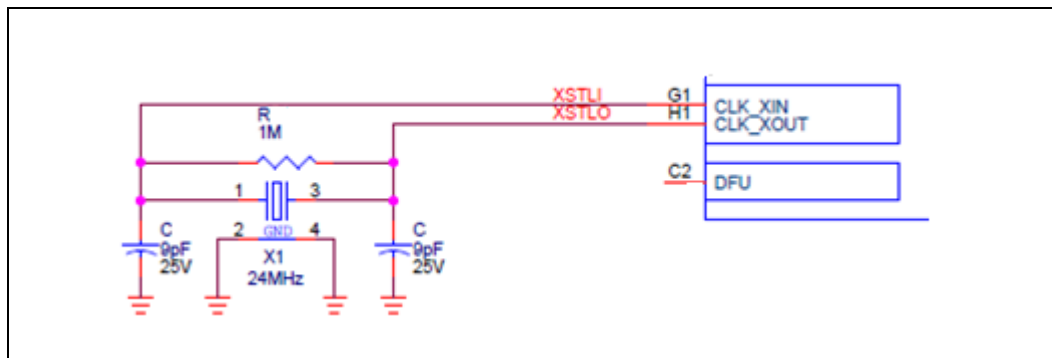 XSTLI G1 CLK_XIN
XSTLO H1 CLK_XOUT
R
1M
C2 DFU
1 3
C 2 GND 4 C
9pF X1 9pF
25V 24MHz 25V